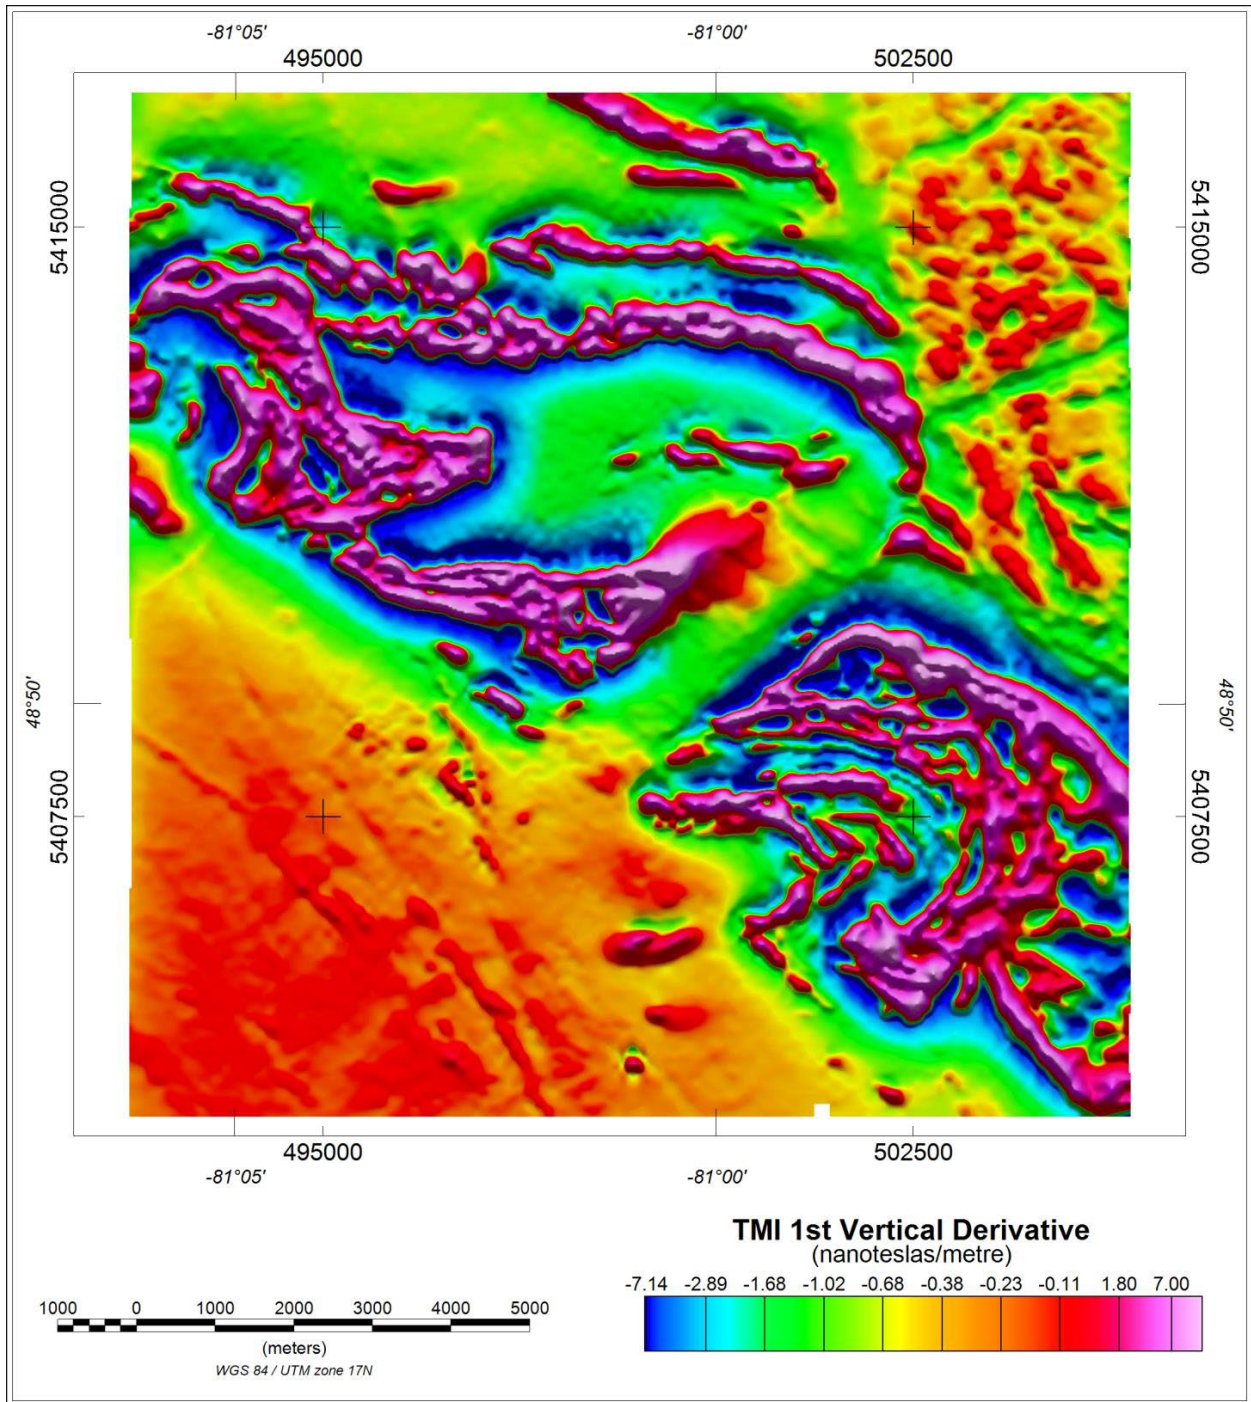 -81°05' -81°00'
495000 502500
5415000 5415000
48°50' 48°50'
5407500 5407500
495000 502500
-81°05' -81°00'
TMI 1st Vertical Derivative
(nanoteslas/metre)
-7.14 -2.89 -1.68 -1.02 -0.68 -0.38 -0.23 -0.11 1.80 7.00
1000 0 1000 2000 3000 4000 5000
(meters)
WGS 84 / UTM zone 17N